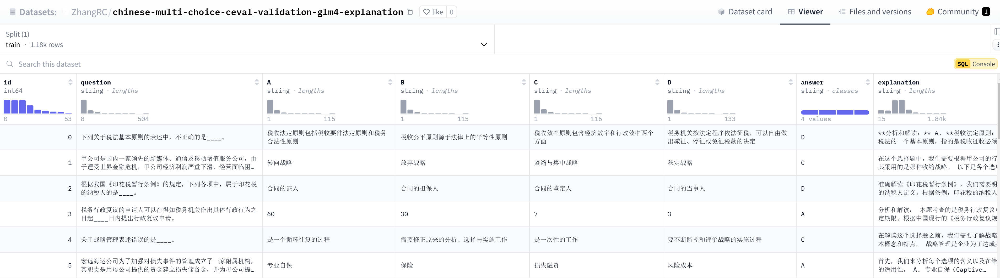 Datasets: ZhangRC/chinese-multi-choice-ceval-validation-glm4-explanation like 0 Dataset card Viewer Files and versions Community 1
Split (1)
train · 1.18k rows
Search this dataset SQL Console
id question A B C D answer explanation
int64 string · lengths string · lengths string · lengths string · lengths string · lengths string · classes string · lengths
0 53 8 504 1 115 1 115 1 116 1 133 4 values 15 1.84k
0
下列关于税法基本原则的表述中，不正确的是____。
税收法定原则包括税收要件法定原则和税务
合法性原则
税收公平原则源于法律上的平等性原则
税收效率原则包含经济效率和行政效率两个
方面
税务机关按法定程序依法征税，可以自由做
出减征、停征或免征税款的决定
D
**分析和解读：** A. **税收法定原则：
税法的一个基本原则，指的是税收征收必须
1
甲公司是国内一家领先的新媒体、通信及移动增值服务公司，由
于遭受世界金融危机，甲公司经济利润严重下滑，经营面临困…
转向战略
放弃战略
紧缩与集中战略
稳定战略
C
在这个选择题中，我们需要根据甲公司的行
其采用的是哪种收缩战略。 以下是各个选项
2
根据我国《印花税暂行条例》的规定，下列各项中，属于印花税
的纳税人的是____。
合同的证人
合同的担保人
合同的鉴定人
合同的当事人
D
准确解读《印花税暂行条例》，我们需要明
的纳税人定义。根据条例，印花税的纳税人
3
税务行政复议的申请人可以在得知税务机关作出具体行政行为之
日起____日内提出行政复议申请。
60
30
7
3
A
分析和解读： 本题考查的是税务行政复议
定期限。根据中国现行的《税务行政复议规
4
关于战略管理表述错误的是____。
是一个循环往复的过程
需要修正原来的分析、选择与实施工作
是一次性的工作
要不断监控和评价战略的实施过程
C
在解读这个选择题之前，我们需要了解战略
本概念和特点。 战略管理是企业为了达成
5
宏远海运公司为了加强对损失事件的管理成立了一家附属机构，
其职责是用母公司提供的资金建立损失储备金，并为母公司提…
专业自保
保险
损失融资
风险成本
A
首先，我们来分析每个选项的含义以及在给
的适用性。 A. 专业自保（Captive…